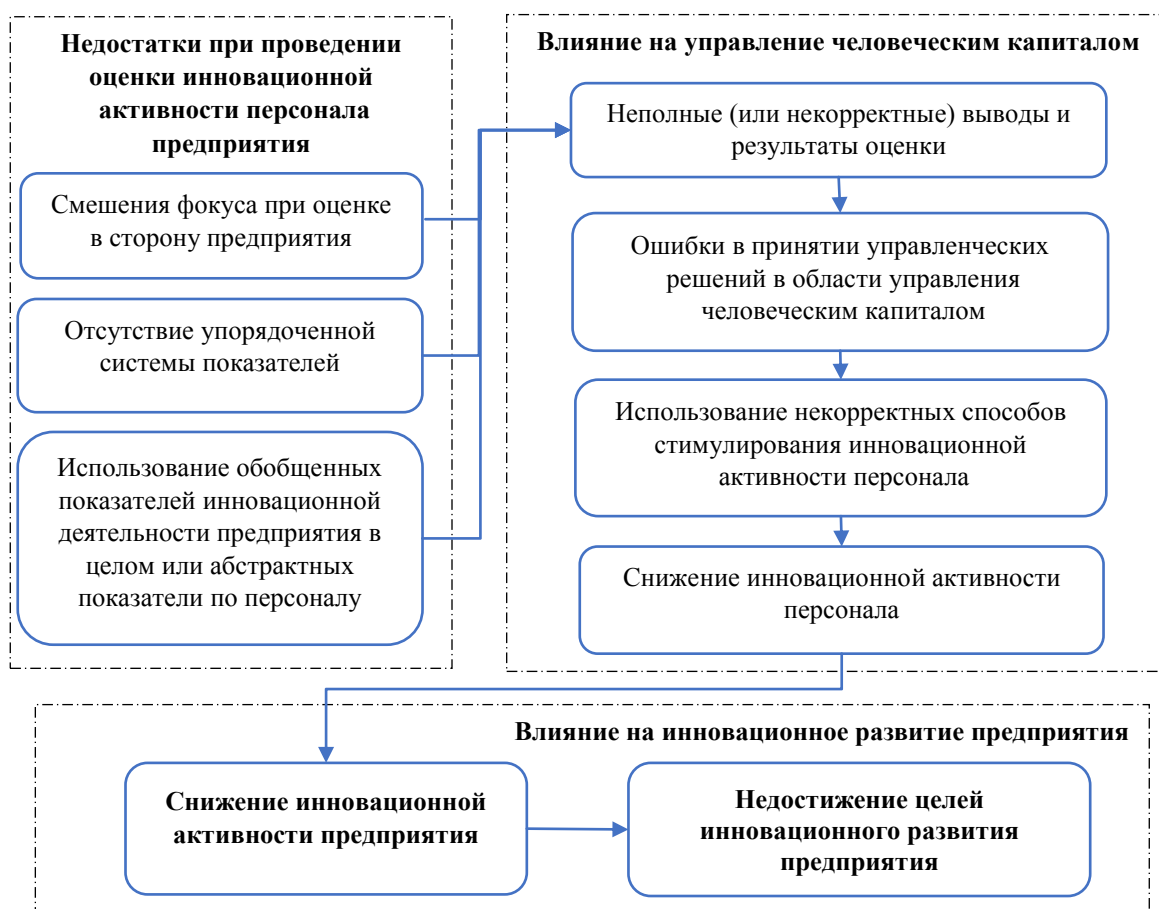 Недостатки при проведении
оценки инновационной
активности персонала
предприятия
Смешения фокуса при оценке
в сторону предприятия
Отсутствие упорядоченной
системы показателей
Использование обобщенных
показателей инновационной
деятельности предприятия в
целом или абстрактных
показатели по персоналу
Влияние на управление человеческим капиталом
Неполные (или некорректные) выводы и
результаты оценки
Ошибки в принятии управленческих
решений в области управления
человеческим капиталом
Использование некорректных способов
стимулирования инновационной
активности персонала
Снижение инновационной активности
персонала
Влияние на инновационное развитие предприятия
Снижение инновационной
активности предприятия
Недостижение целей
инновационного развития
предприятия